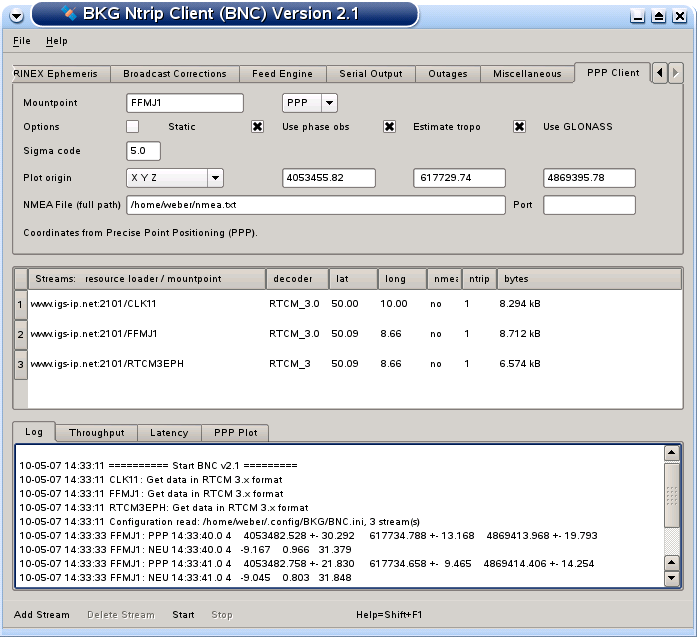 BKG Ntrip Client (BNC) Version 2.1
File Help
RINEX Ephemeris Broadcast Corrections Feed Engine Serial Output Outages Miscellaneous PPP Client
Mountpoint FFMJ1 PPP
Options Static Use phase obs Estimate tropo Use GLONASS
Sigma code 5.0
Plot origin X Y Z 4053455.82 617729.74 4869395.78
NMEA File (full path) /home/weber/nmea.txt Port
Coordinates from Precise Point Positioning (PPP).
Streams: resource loader / mountpoint decoder lat long nmea ntrip bytes
1 www.igs-ip.net:2101/CLK11 RTCM_3.0 50.00 10.00 no 1 8.294 kB
2 www.igs-ip.net:2101/FFMJ1 RTCM_3.0 50.09 8.66 no 1 8.712 kB
3 www.igs-ip.net:2101/RTCM3EPH RTCM_3 50.09 8.66 no 1 6.574 kB
Log Throughput Latency PPP Plot
10-05-07 14:33:11 ========== Start BNC v2.1 =========
10-05-07 14:33:11 CLK11: Get data in RTCM 3.x format
10-05-07 14:33:11 FFMJ1: Get data in RTCM 3.x format
10-05-07 14:33:11 RTCM3EPH: Get data in RTCM 3.x format
10-05-07 14:33:11 Configuration read: /home/weber/.config/BKG/BNC.ini, 3 stream(s)
10-05-07 14:33:33 FFMJ1: PPP 14:33:40.0 4 4053482.528 +- 30.292 617734.788 +- 13.168 4869413.968 +- 19.793
10-05-07 14:33:33 FFMJ1: NEU 14:33:40.0 4 -9.167 0.966 31.379
10-05-07 14:33:33 FFMJ1: PPP 14:33:41.0 4 4053482.758 +- 21.830 617734.658 +- 9.465 4869414.406 +- 14.254
10-05-07 14:33:33 FFMJ1: NEU 14:33:41.0 4 -9.045 0.803 31.848
Add Stream Delete Stream Start Stop Help=Shift+F1